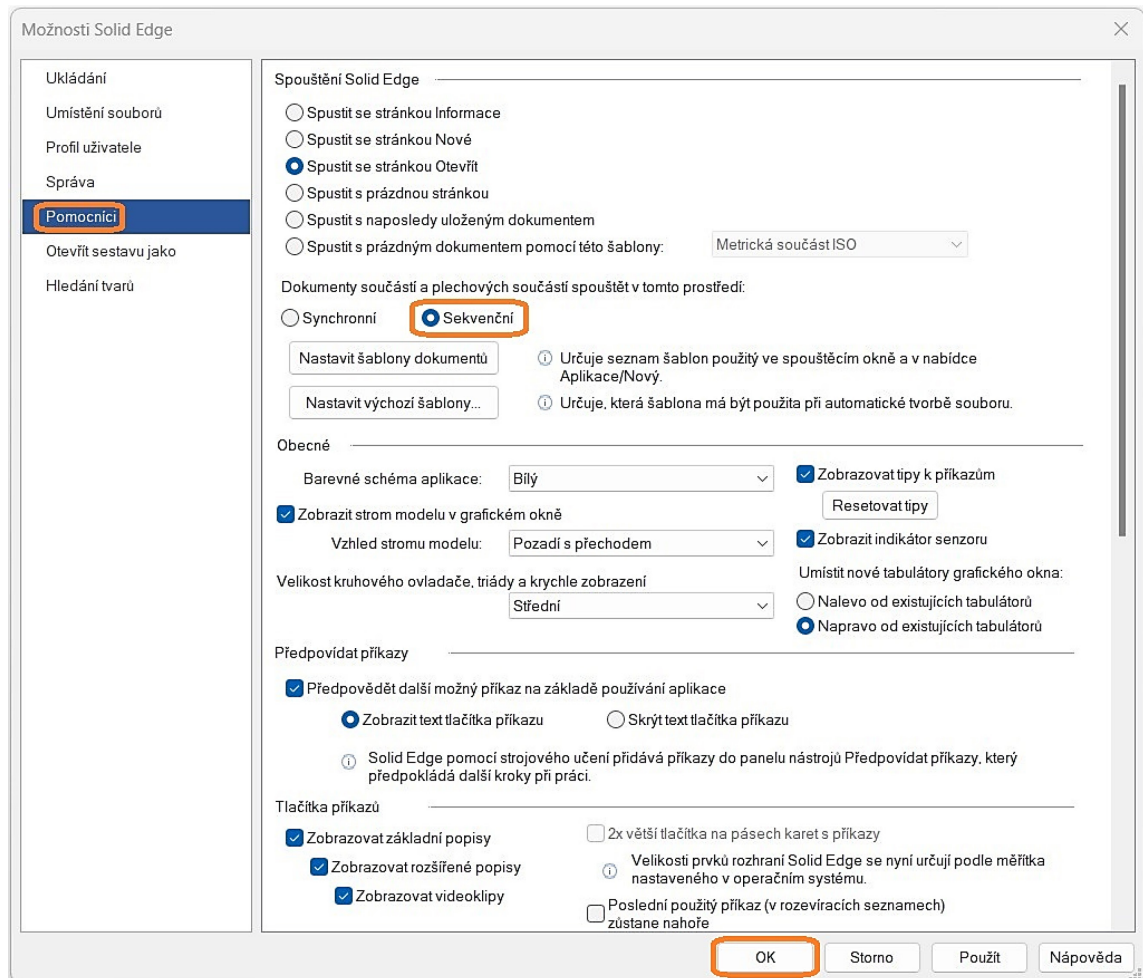 Možnosti Solid Edge
Ukládání
Umístění souborů
Profil uživatele
Správa
Pomocníci
Otevřít sestavu jako
Hledání tvarů
Spouštění Solid Edge
Spustit se stránkou Informace
Spustit se stránkou Nové
Spustit se stránkou Otevřít
Spustit s prázdnou stránkou
Spustit s naposledy uloženým dokumentem
Spustit s prázdným dokumentem pomocí této šablony: Metrická součást ISO
Dokumenty součástí a plechových součástí spouštět v tomto prostředí:
Synchronní Sekvenční
Nastavit šablony dokumentů
Určuje seznam šablon použitý ve spouštěcím okně a v nabídce
Aplikace/Nový.
Nastavit výchozí šablony...
Určuje, která šablona má být použita při automatické tvorbě souboru.
Obecné
Barevné schéma aplikace: Bílý
Zobrazit strom modelu v grafickém okně
Vzhled stromu modelu: Pozadí s přechodem
Velikost kruhového ovladače, triády a krychle zobrazení
Střední
Zobrazovat tipy k příkazům
Resetovat tipy
Zobrazit indikátor senzoru
Umístit nové tabulátory grafického okna:
Nalevo od existujících tabulátorů
Napravo od existujících tabulátorů
Předpovídat příkazy
Předpovědět další možný příkaz na základě používání aplikace
Zobrazit text tlačítka příkazu Skrýt text tlačítka příkazu
Solid Edge pomocí strojového učení přidává příkazy do panelu nástrojů Předpovídat příkazy, který
předpokládá další kroky při práci.
Tlačítka příkazů
Zobrazovat základní popisy
Zobrazovat rozšířené popisy
Zobrazovat videoklipy
2x větší tlačítka na pásech karet s příkazy
Velikosti prvků rozhraní Solid Edge se nyní určují podle měřítka
nastaveného v operačním systému.
Poslední použitý příkaz (v rozevíracích seznamech)
zůstane nahoře
OK Storno Použít Nápověda